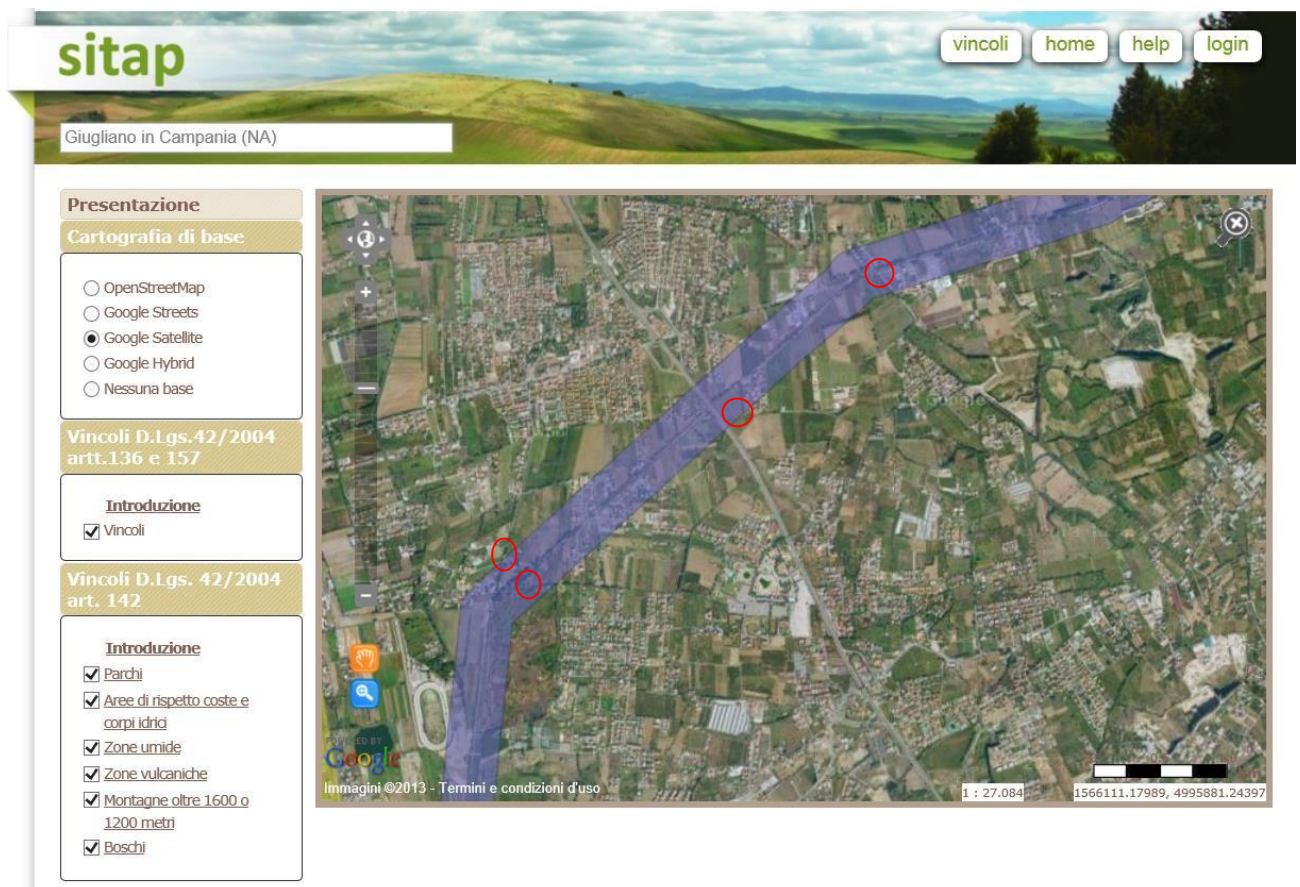 sitap
vincoli
home
help
login
Giugliano in Campania (NA)
Presentazione
Cartografia di base
OpenStreetMap
Google Streets
Google Satellite
Google Hybrid
Nessuna base
Vincoli D.Lgs.42/2004
artt.136 e 157
Introduzione
Vincoli
Vincoli D.Lgs. 42/2004
art. 142
Introduzione
Parchi
Aree di rispetto coste e
corpi idrici
Zone umide
Zone vulcaniche
Montagne oltre 1600 o
1200 metri
Boschi
POWERED BY
Google
Immagini ©2013 - Termini e condizioni d'uso
1 : 27.084
1566111.17989, 4995881.24397